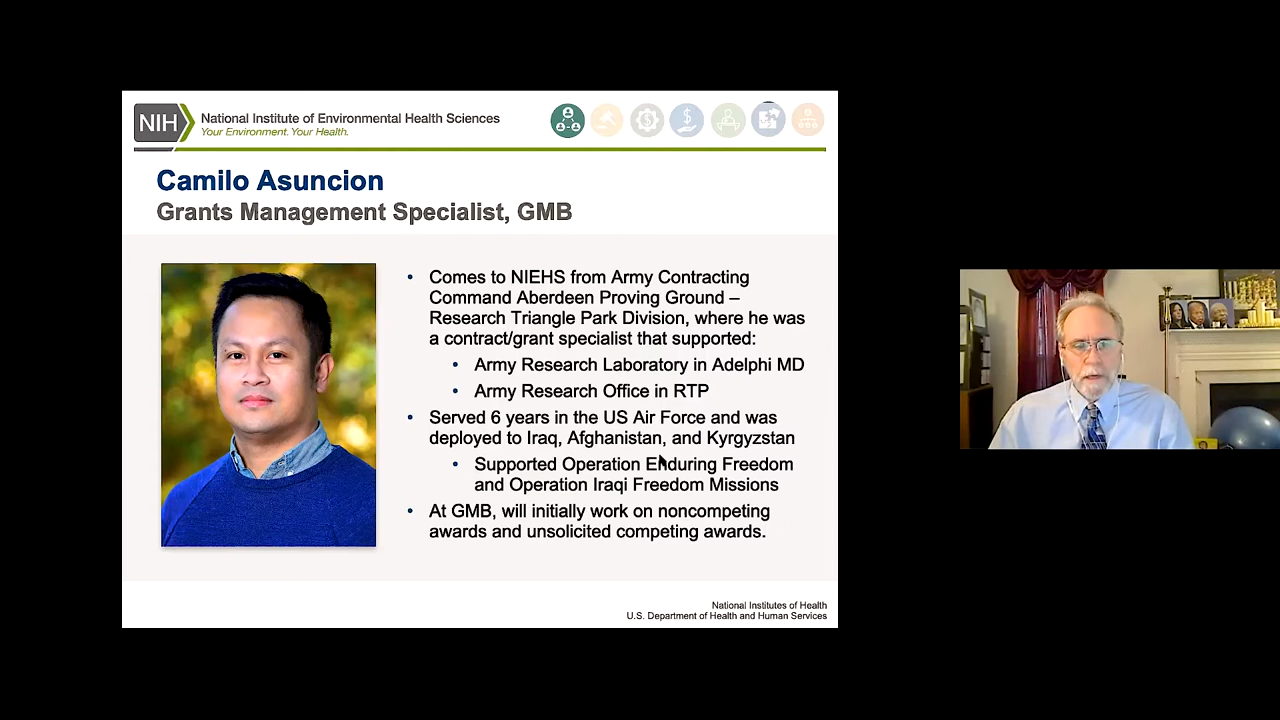 NIH
National Institute of Environmental Health Sciences
Your Environment. Your Health.
Camilo Asuncion
Grants Management Specialist, GMB
• Comes to NIEHS from Army Contracting
Command Aberdeen Proving Ground –
Research Triangle Park Division, where he was
a contract/grant specialist that supported:
• Army Research Laboratory in Adelphi MD
• Army Research Office in RTP
• Served 6 years in the US Air Force and was
deployed to Iraq, Afghanistan, and Kyrgyzstan
• Supported Operation Enduring Freedom
and Operation Iraqi Freedom Missions
• At GMB, will initially work on noncompeting
awards and unsolicited competing awards.
National Institutes of Health
U.S. Department of Health and Human Services